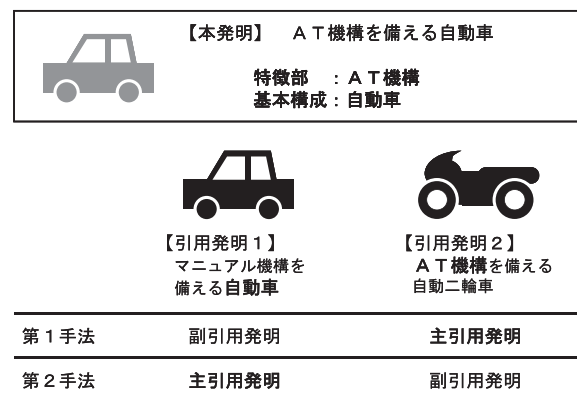 【本発明】 ＡＴ機構を備える自動車
特徴部 ：ＡＴ機構
基本構成：自動車
【引用発明１】
マニュアル機構を
備える自動車
【引用発明２】
ＡＴ機構を備える
自動二輪車
第１手法 副引用発明 主引用発明
第２手法 主引用発明 副引用発明